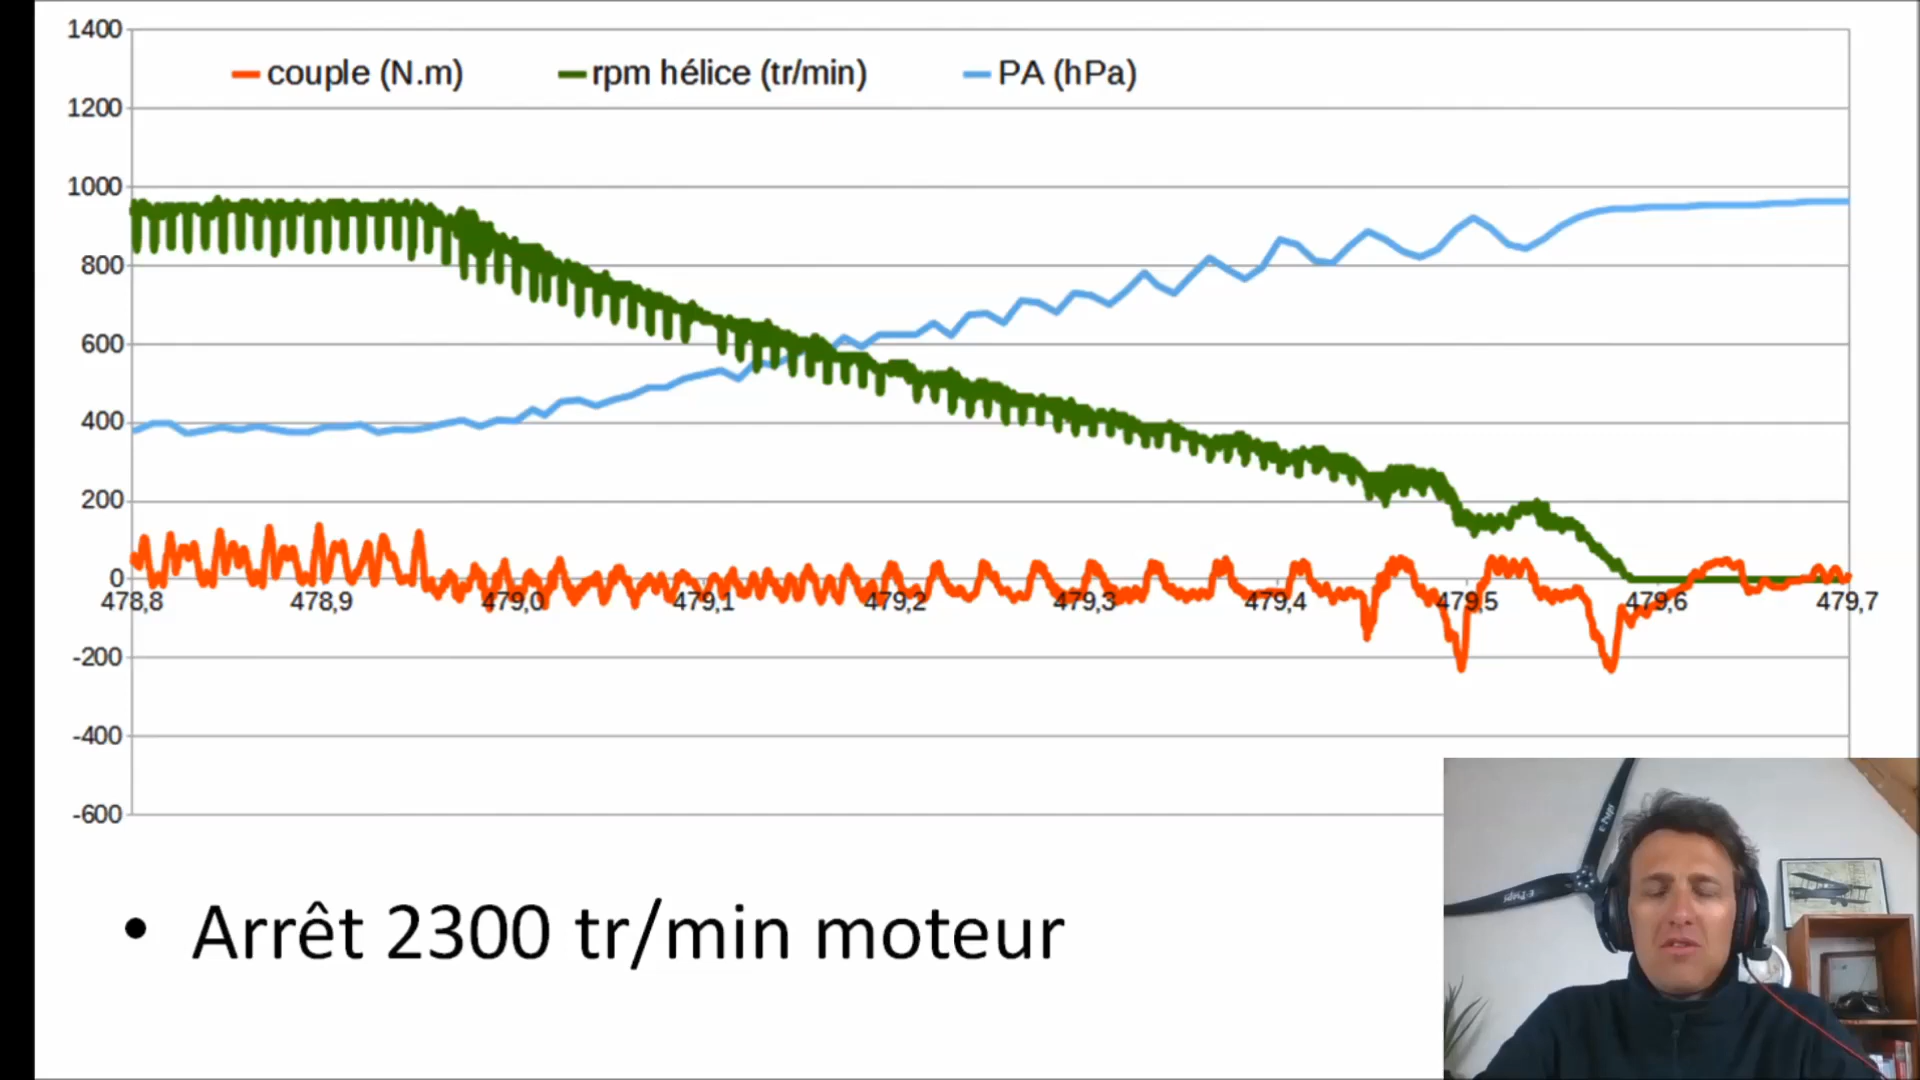 1400
couple (N.m) rpm hélice (tr/min) PA (hPa)
1200
1000
800
600
400
200
0
478,8 478,9 479,0 479,1 479,2 479,3 479,4 479,5 479,6 479,7
-200
-400
-600
E-Props
E-Props
• Arrêt 2300 tr/min moteur